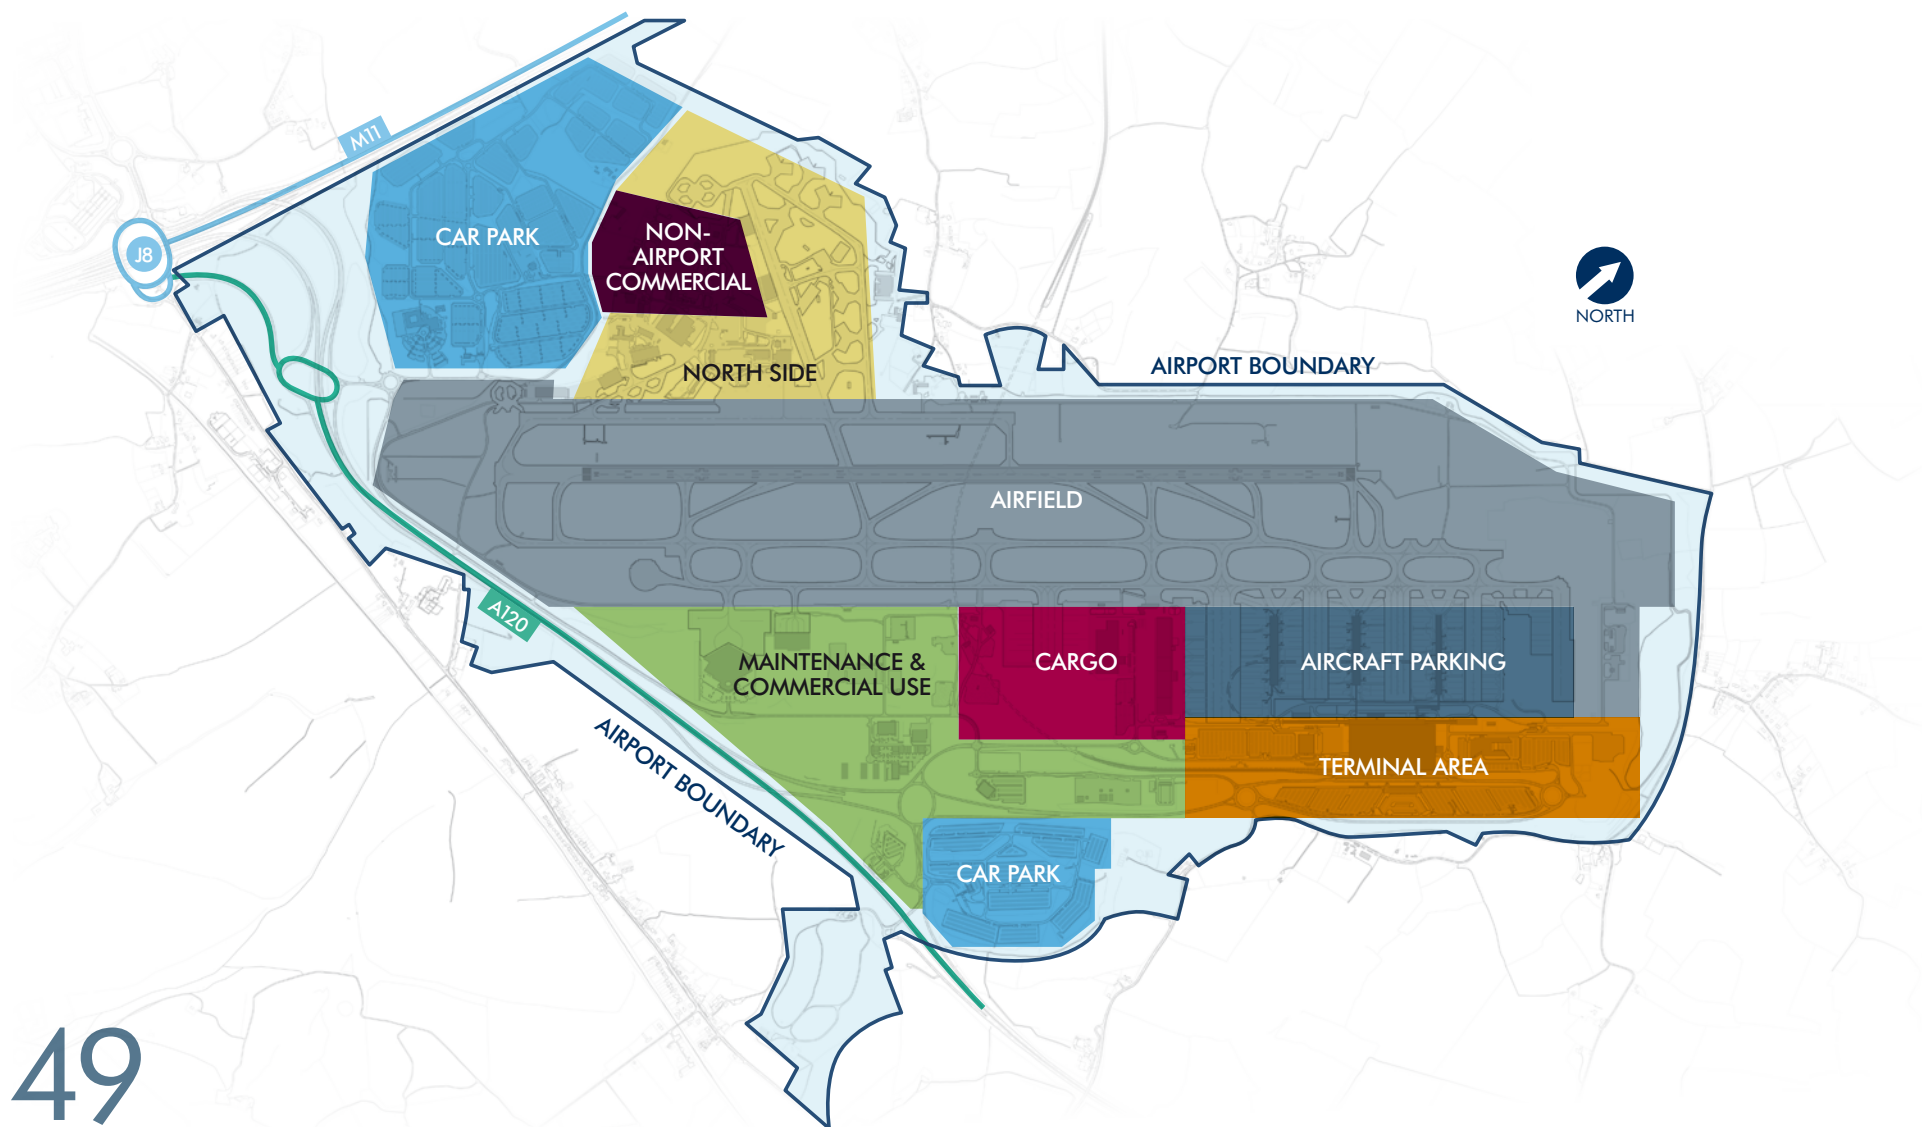 M11
J8
CAR PARK
NON-
AIRPORT
COMMERCIAL
NORTH
NORTH SIDE
AIRPORT BOUNDARY
AIRFIELD
A120
MAINTENANCE &
COMMERCIAL USE
CARGO
AIRCRAFT PARKING
AIRPORT BOUNDARY
TERMINAL AREA
CAR PARK
49